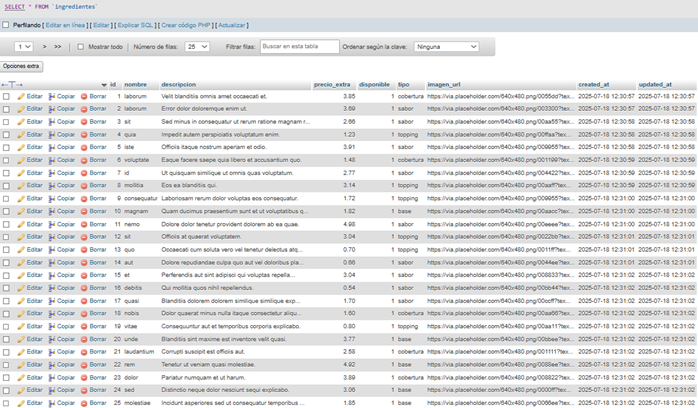 SELECT * FROM `ingredientes`
Perfilando [ Editar en línea ] [ Editar ] [ Explicar SQL ] [ Crear código PHP ] [ Actualizar ]
1 > >> Mostrar todo Número de filas: 25 Filtrar filas: Buscar en esta tabla Ordenar según la clave: Ninguna
Opciones extra
←T→ id nombre descripcion precio_extra disponible tipo imagen_url created_at updated_at
Editar Copiar Borrar 1 laborum Velit blanditiis omnis amet occaecati et. 3.85 1 cobertura https://via.placeholder.com/640x480.png/0055dd?tex... 2025-07-18 12:30:57 2025-07-18 12:30:57
Editar Copiar Borrar 2 laborum Error dolor doloremque enim ut. 3.69 1 sabor https://via.placeholder.com/640x480.png/003300?tex... 2025-07-18 12:30:57 2025-07-18 12:30:57
Editar Copiar Borrar 3 sit Sed minus in consequatur ut rerum ratione magnam r... 2.66 1 sabor https://via.placeholder.com/640x480.png/00aa55?tex... 2025-07-18 12:30:58 2025-07-18 12:30:58
Editar Copiar Borrar 4 quia Impedit autem perspiciatis voluptatum enim. 1.23 1 topping https://via.placeholder.com/640x480.png/00ffaa?tex... 2025-07-18 12:30:58 2025-07-18 12:30:58
Editar Copiar Borrar 5 iste Officiis itaque nostrum aperiam et odio. 3.91 1 sabor https://via.placeholder.com/640x480.png/009955?tex... 2025-07-18 12:30:58 2025-07-18 12:30:58
Editar Copiar Borrar 6 voluptate Eaque facere saepe quia libero et accusantium quo. 1.48 1 cobertura https://via.placeholder.com/640x480.png/001199?tex... 2025-07-18 12:30:59 2025-07-18 12:30:59
Editar Copiar Borrar 7 id Ut quisquam similique ut omnis quas voluptatum. 2.77 1 sabor https://via.placeholder.com/640x480.png/004422?tex... 2025-07-18 12:30:59 2025-07-18 12:30:59
Editar Copiar Borrar 8 mollitia Eos ea blanditiis qui. 3.14 1 topping https://via.placeholder.com/640x480.png/00aaff?tex... 2025-07-18 12:30:59 2025-07-18 12:30:59
Editar Copiar Borrar 9 consequatur Laboriosam rerum dolor voluptas eos consequatur. 1.72 1 topping https://via.placeholder.com/640x480.png/009955?tex... 2025-07-18 12:31:00 2025-07-18 12:31:00
Editar Copiar Borrar 10 magnam Quam ducimus praesentium sunt et ut voluptatibus q... 1.82 1 base https://via.placeholder.com/640x480.png/00aacc?tex... 2025-07-18 12:31:00 2025-07-18 12:31:00
Editar Copiar Borrar 11 nemo Dolore dolor tenetur provident dolorem ab ea quae. 4.98 1 sabor https://via.placeholder.com/640x480.png/00eeee?tex... 2025-07-18 12:31:00 2025-07-18 12:31:00
Editar Copiar Borrar 12 sit Officiis at quaerat voluptatem. 3.04 1 topping https://via.placeholder.com/640x480.png/0022bb?tex... 2025-07-18 12:31:01 2025-07-18 12:31:01
Editar Copiar Borrar 13 quo Occaecati cum soluta vero vel tenetur delectus atq... 0.70 1 topping https://via.placeholder.com/640x480.png/0011ff?tex... 2025-07-18 12:31:01 2025-07-18 12:31:01
Editar Copiar Borrar 14 aut Dolore repudiandae culpa quo aut vel doloribus pla... 0.66 1 sabor https://via.placeholder.com/640x480.png/0044ee?tex... 2025-07-18 12:31:01 2025-07-18 12:31:01
Editar Copiar Borrar 15 et Perferendis aut sint adipisci qui voluptas repella... 3.04 1 sabor https://via.placeholder.com/640x480.png/008833?tex... 2025-07-18 12:31:02 2025-07-18 12:31:02
Editar Copiar Borrar 16 debitis Qui mollitia quos nihil repellendus. 0.54 1 sabor https://via.placeholder.com/640x480.png/00bb44?tex... 2025-07-18 12:31:02 2025-07-18 12:31:02
Editar Copiar Borrar 17 quasi Blanditiis dolorem dolorem similique similique exp... 1.70 1 sabor https://via.placeholder.com/640x480.png/00ccff?tex... 2025-07-18 12:31:02 2025-07-18 12:31:02
Editar Copiar Borrar 18 nobis Dolor quaerat minus nulla itaque consectetur aliqu... 1.60 1 cobertura https://via.placeholder.com/640x480.png/00aa66?tex... 2025-07-18 12:31:02 2025-07-18 12:31:02
Editar Copiar Borrar 19 vitae Consequuntur aut et temporibus corporis explicabo. 0.80 1 topping https://via.placeholder.com/640x480.png/00aa11?tex... 2025-07-18 12:31:02 2025-07-18 12:31:02
Editar Copiar Borrar 20 unde Blanditiis sint maxime est inventore velit quasi. 3.77 1 base https://via.placeholder.com/640x480.png/00bbee?tex... 2025-07-18 12:31:02 2025-07-18 12:31:02
Editar Copiar Borrar 21 laudantium Corrupti suscipit est officiis aut. 2.58 1 cobertura https://via.placeholder.com/640x480.png/001111?tex... 2025-07-18 12:31:02 2025-07-18 12:31:02
Editar Copiar Borrar 22 rem Tenetur ut veniam quasi molestiae. 4.92 1 base https://via.placeholder.com/640x480.png/0088ee?tex... 2025-07-18 12:31:02 2025-07-18 12:31:02
Editar Copiar Borrar 23 dolor Pariatur numquam et ut harum. 3.89 1 cobertura https://via.placeholder.com/640x480.png/008822?tex... 2025-07-18 12:31:02 2025-07-18 12:31:02
Editar Copiar Borrar 24 sed Distinctio neque dolor nesciunt sequi explicabo. 3.06 1 base https://via.placeholder.com/640x480.png/0000ff?tex... 2025-07-18 12:31:02 2025-07-18 12:31:02
Editar Copiar Borrar 25 molestiae Incidunt asperiores sed ut consequatur temporibus... 1.85 1 base https://via.placeholder.com/640x480.png/00ee66?tex... 2025-07-18 12:31:02 2025-07-18 12:31:02